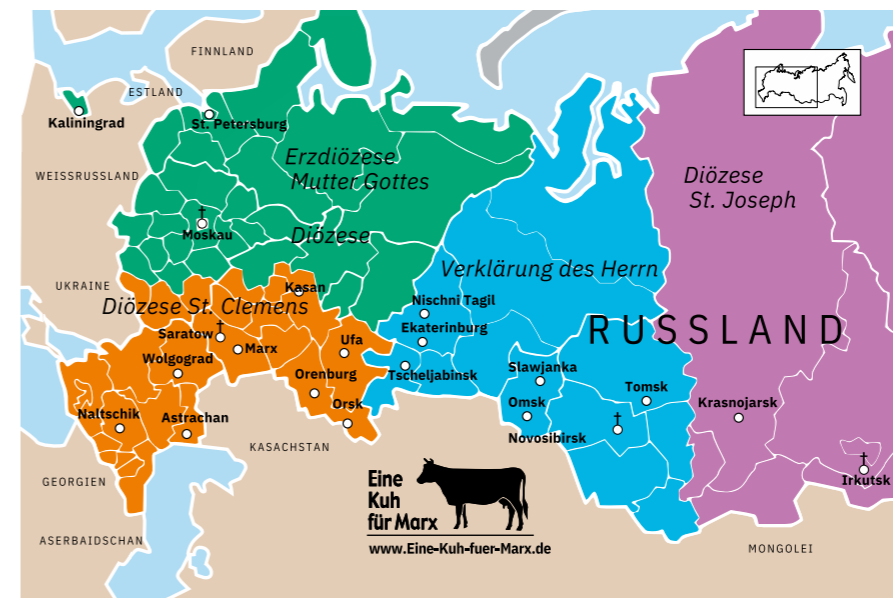 FINNLAND
ESTLAND
Kaliningrad
St. Petersburg
WEISSRUSSLAND
Erzdiözese
Mutter Gottes
Diözese
St. Joseph
Moskau
Diözese
Verklärung des Herrn
UKRAINE
Kasan
Diözese St. Clemens
Nischni Tagil
RUSSLAND
Ekaterinburg
Saratow
Ufa
Marx
Wolgograd
Slawjanka
Orenburg
Tscheljabinsk
Tomsk
Orsk
Omsk
Krasnojarsk
Naltschik
Astrachan
Novosibirsk
KASACHSTAN
Eine
Kuh
für Marx
GEORGIEN
Irkutsk
ASERBAIDSCHAN
www.Eine-Kuh-fuer-Marx.de
MONGOLEI